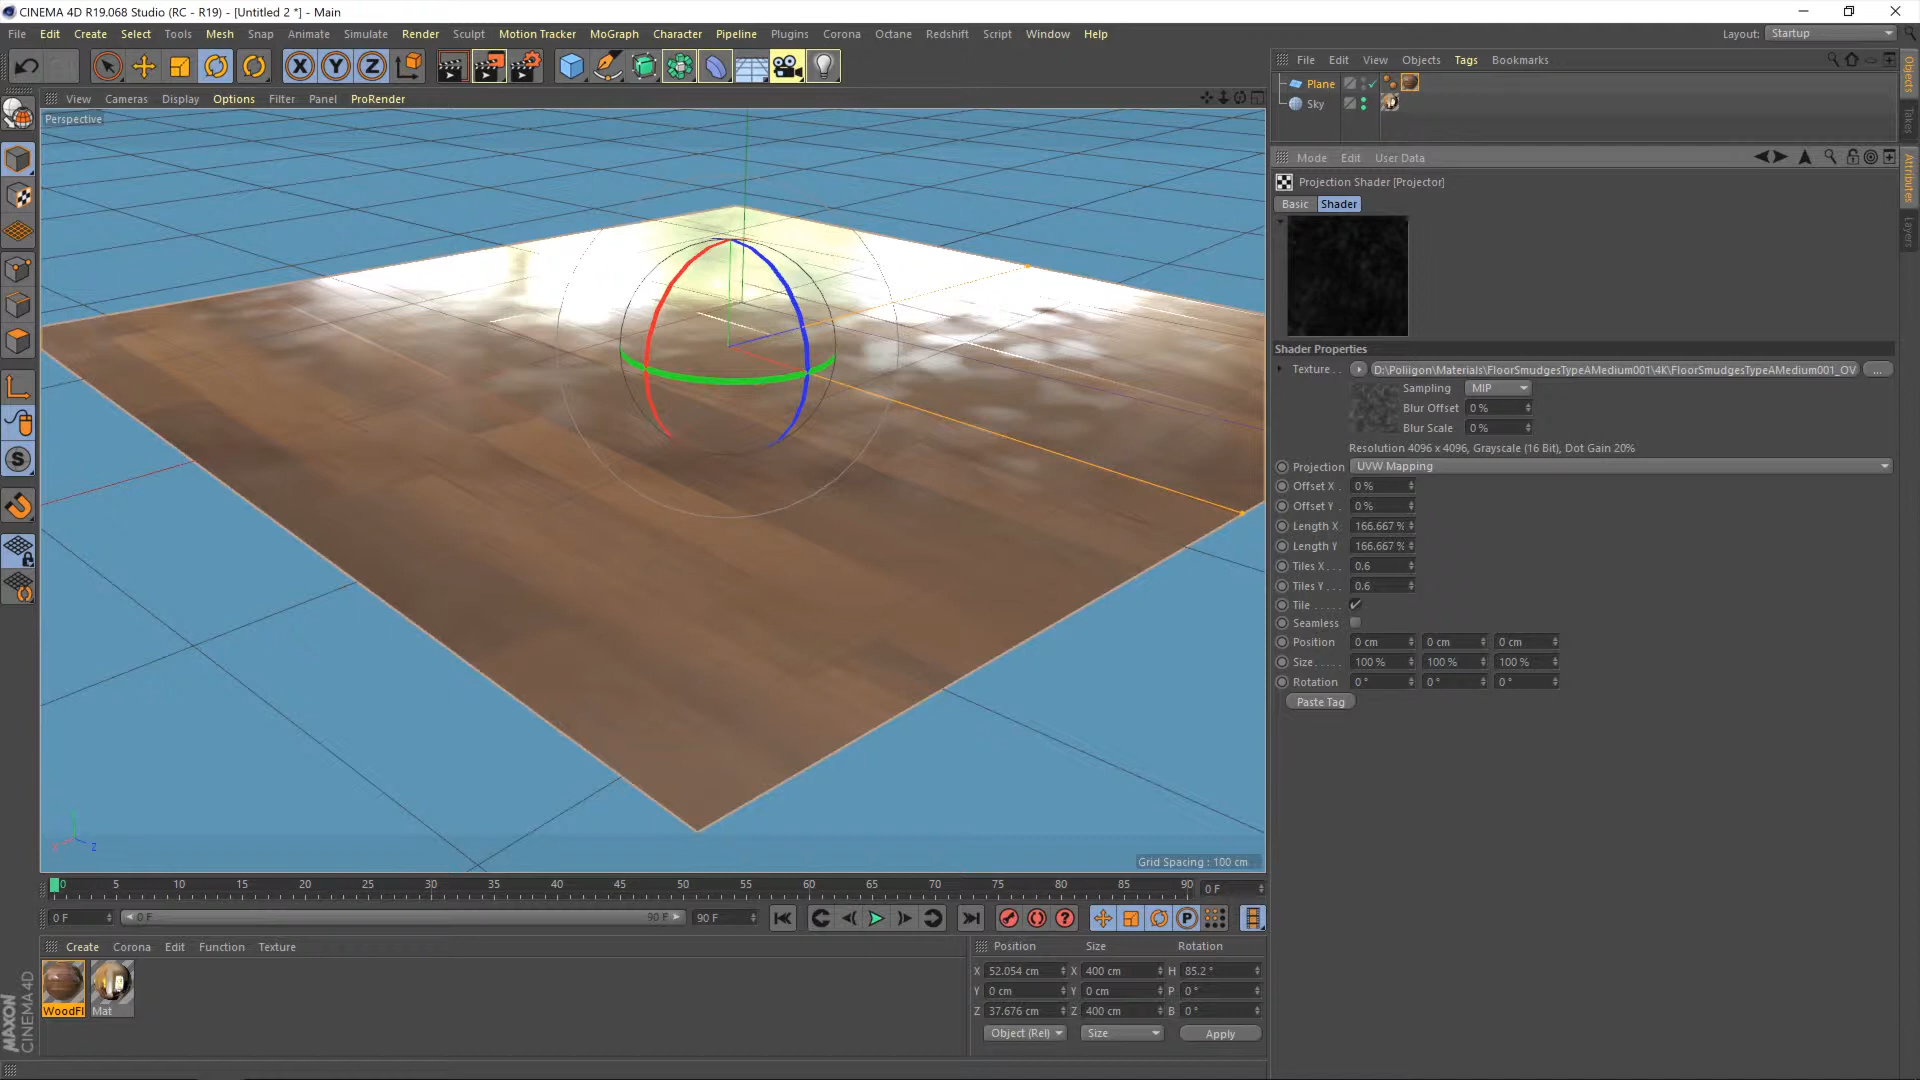 CINEMA 4D R19.068 Studio (RC - R19) - [Untitled 2 *] - Main
File Edit Create Select Tools Mesh Snap Animate Simulate Render Sculpt Motion Tracker MoGraph Character Pipeline Plugins Corona Octane Redshift Script Window Help
Layout: Startup
File Edit View Objects Tags Bookmarks
View Cameras Display Options Filter Panel ProRender
Plane
Sky
Objects
Takes
Attributes
Layers
Perspective
Mode Edit User Data
Projection Shader [Projector]
Basic Shader
Shader Properties
Texture . . D:\Poliigon\Materials\FloorSmudgesTypeAMedium001\4K\FloorSmudgesTypeAMedium001_OV ...
Sampling MIP
Blur Offset 0 %
Blur Scale 0 %
Resolution 4096 x 4096, Grayscale (16 Bit), Dot Gain 20%
Projection UVW Mapping
Offset X . 0 %
Offset Y . 0 %
Length X 166.667 %
Length Y 166.667 %
Tiles X . . . 0.6
Tiles Y . . . 0.6
Tile . . . . .
Seamless
Position 0 cm 0 cm 0 cm
Size. . . . . 100 % 100 % 100 %
Rotation 0 ° 0 ° 0 °
Paste Tag
X Z
Grid Spacing : 100 cm
0 5 10 15 20 25 30 35 40 45 50 55 60 65 70 75 80 85 90 0 F
0 F 0 F 90 F 90 F
Create Corona Edit Function Texture
WoodFl Mat
Position Size Rotation
X 52.054 cm X 400 cm H 85.2 °
Y 0 cm Y 0 cm P 0 °
Z 37.676 cm Z 400 cm B 0 °
Object (Rel) Size Apply
MAXON
CINEMA 4D